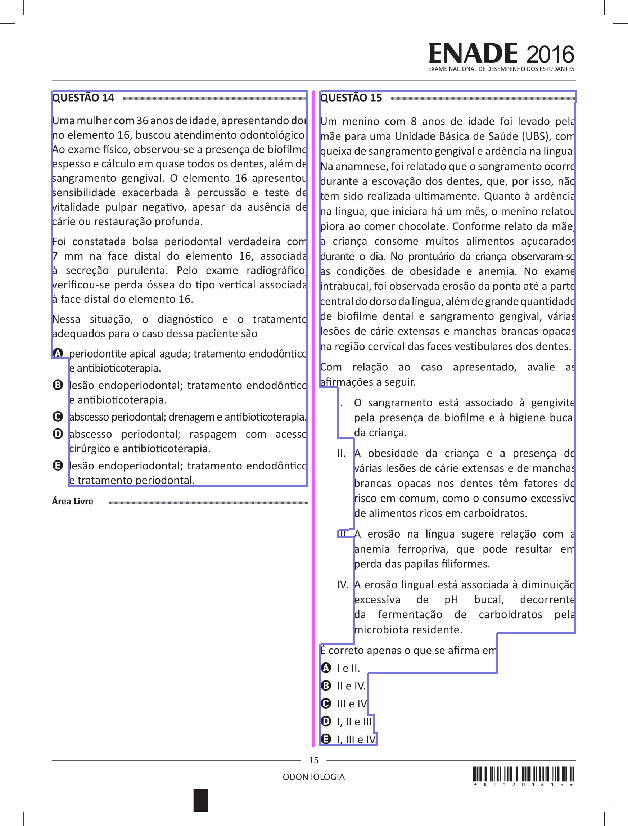 ENADE 2016
EXAME NACIONAL DE DESEMPENHO DOS ESTUDANTES
QUESTÃO 14
Uma mulher com 36 anos de idade, apresentando dor
no elemento 16, buscou atendimento odontológico.
Ao exame físico, observou-se a presença de biofilme
espesso e cálculo em quase todos os dentes, além de
sangramento gengival. O elemento 16 apresentou
sensibilidade exacerbada à percussão e teste de
vitalidade pulpar negativo, apesar da ausência de
cárie ou restauração profunda.
Foi constatada bolsa periodontal verdadeira com
7 mm na face distal do elemento 16, associada
à secreção purulenta. Pelo exame radiográfico,
verificou-se perda óssea do tipo vertical associada
à face distal do elemento 16.
Nessa situação, o diagnóstico e o tratamento
adequados para o caso dessa paciente são
A periodontite apical aguda; tratamento endodôntico
e antibioticoterapia.
B lesão endoperiodontal; tratamento endodôntico
e antibioticoterapia.
C abscesso periodontal; drenagem e antibioticoterapia.
D abscesso periodontal; raspagem com acesso
cirúrgico e antibioticoterapia.
E lesão endoperiodontal; tratamento endodôntico
e tratamento periodontal.
Área Livre
QUESTÃO 15
Um menino com 8 anos de idade foi levado pela
mãe para uma Unidade Básica de Saúde (UBS), com
queixa de sangramento gengival e ardência na língua.
Na anamnese, foi relatado que o sangramento ocorre
durante a escovação dos dentes, que, por isso, não
tem sido realizada ultimamente. Quanto à ardência
na língua, que iniciara há um mês, o menino relatou
piora ao comer chocolate. Conforme relato da mãe,
a criança consome muitos alimentos açucarados
durante o dia. No prontuário da criança observaram-se
as condições de obesidade e anemia. No exame
intrabucal, foi observada erosão da ponta até a parte
central do dorso da língua, além de grande quantidade
de biofilme dental e sangramento gengival, várias
lesões de cárie extensas e manchas brancas opacas
na região cervical das faces vestibulares dos dentes.
Com relação ao caso apresentado, avalie as
afirmações a seguir.
I. O sangramento está associado à gengivite
pela presença de biofilme e à higiene bucal
da criança.
II. A obesidade da criança e a presença de
várias lesões de cárie extensas e de manchas
brancas opacas nos dentes têm fatores de
risco em comum, como o consumo excessivo
de alimentos ricos em carboidratos.
III. A erosão na língua sugere relação com a
anemia ferropriva, que pode resultar em
perda das papilas filiformes.
IV. A erosão lingual está associada à diminuição
excessiva de pH bucal, decorrente
da fermentação de carboidratos pela
microbiota residente.
É correto apenas o que se afirma em
A I e II.
B II e IV.
C III e IV.
D I, II e III.
E I, III e IV.
15
ODONTOLOGIA